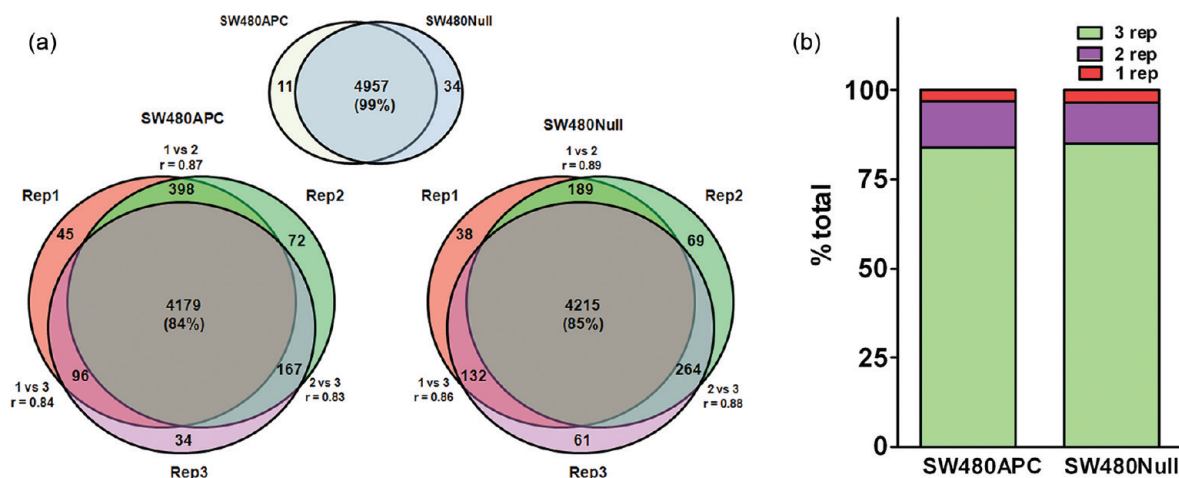 (a)
SW480APC
SW480Null
11
4957
(99%)
34
SW480APC
1 vs 2
r = 0.87
Rep1
Rep2
398
45
72
4179
(84%)
96
167
1 vs 3
r = 0.84
2 vs 3
r = 0.83
34
Rep3
SW480Null
1 vs 2
r = 0.89
Rep1
Rep2
189
38
69
4215
(85%)
132
264
1 vs 3
r = 0.86
2 vs 3
r = 0.88
61
Rep3
(b)
3 rep
2 rep
1 rep
% total
100
75
50
25
0
SW480APC
SW480Null